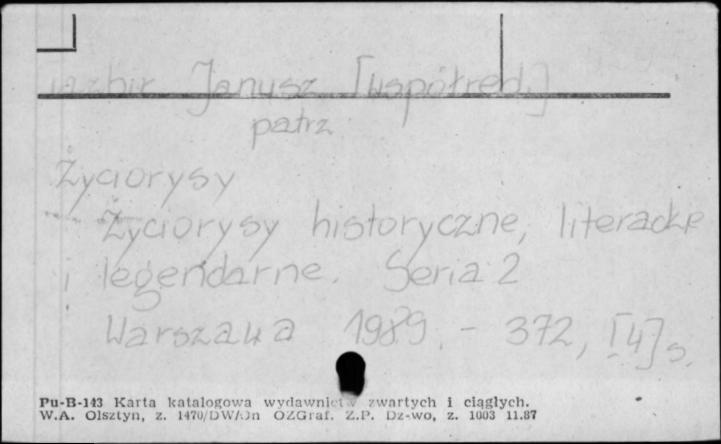 Janusz [współred.]
patrz
Życiorysy
Życiorysy historyczne, literackie
i legendarne. Seria 2
Warszawa 1989. - 372, [4] s.
Pu-B-143 Karta katalogowa wydawnictw zwartych i ciągłych.
W.A. Olsztyn, z. 1470/DW/Dn OZGraf. Z.P. Dz-wo, z. 1003 11.87